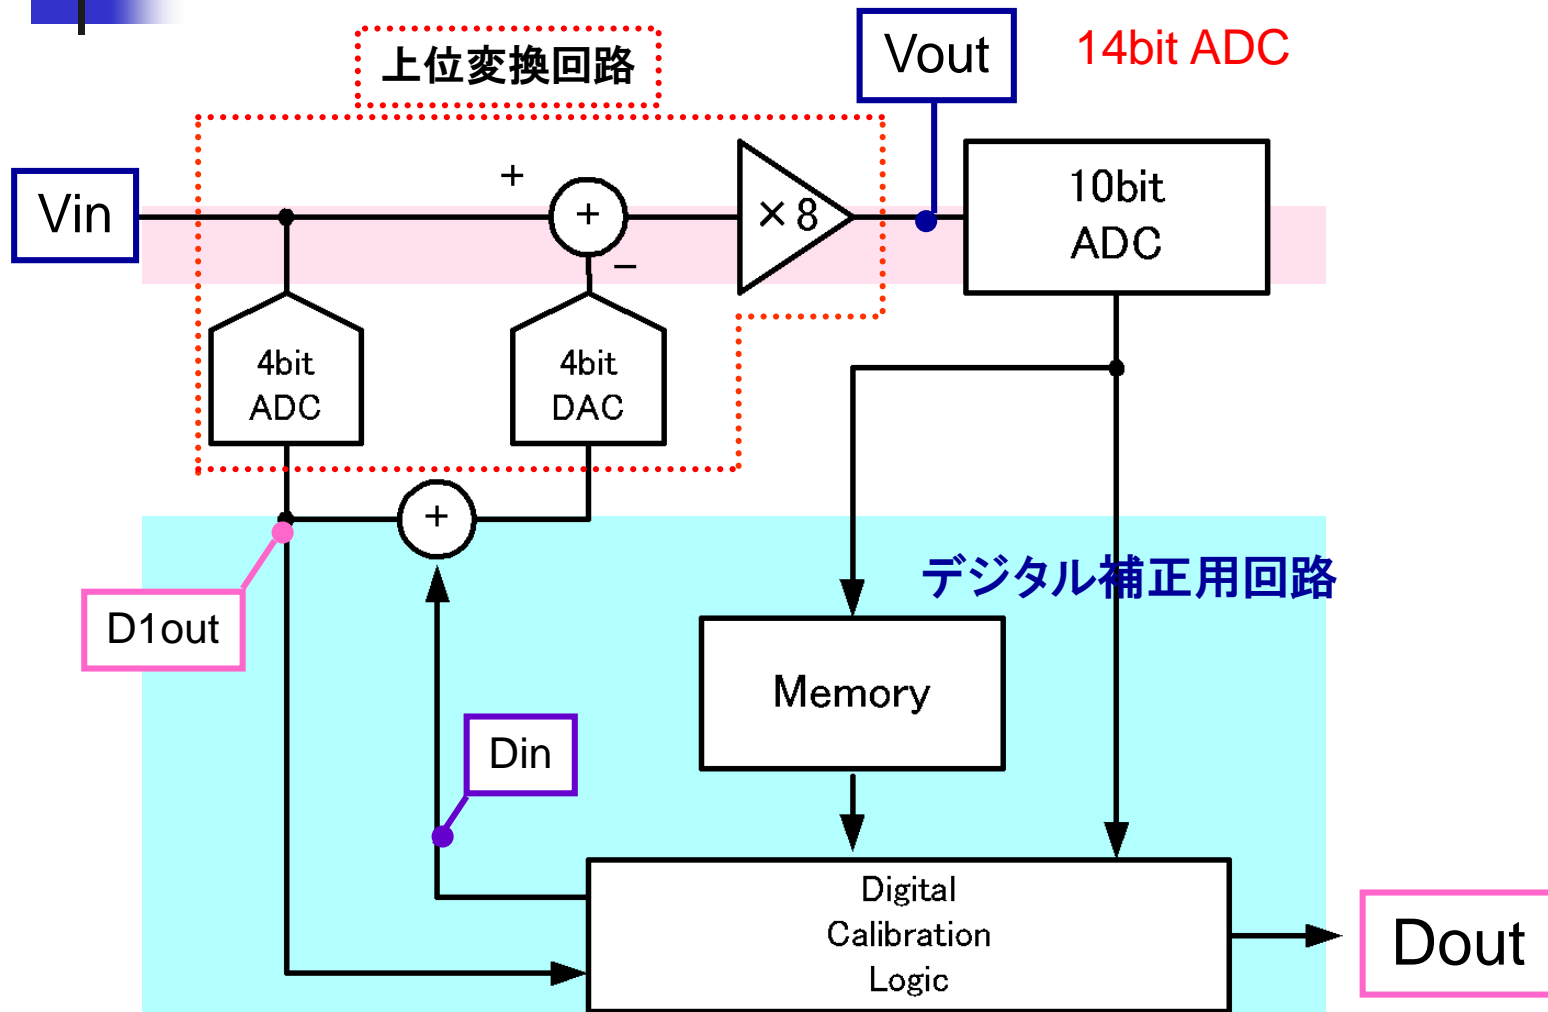 上位変換回路
Vout
14bit ADC
Vin
+
+
−
×8
10bit
ADC
4bit
ADC
4bit
DAC
+
デジタル補正用回路
D1out
Memory
Din
Digital
Calibration
Logic
Dout